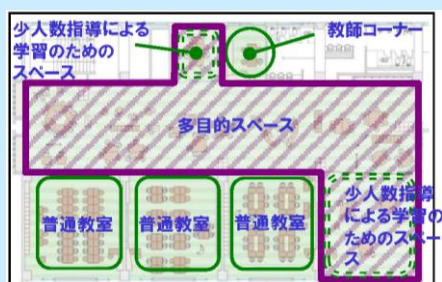 少人数指導による
学習のための
スペース
教師コーナー
多目的スペース
普通教室
普通教室
普通教室
少人数指導
による学習の
ためのスペー
ス